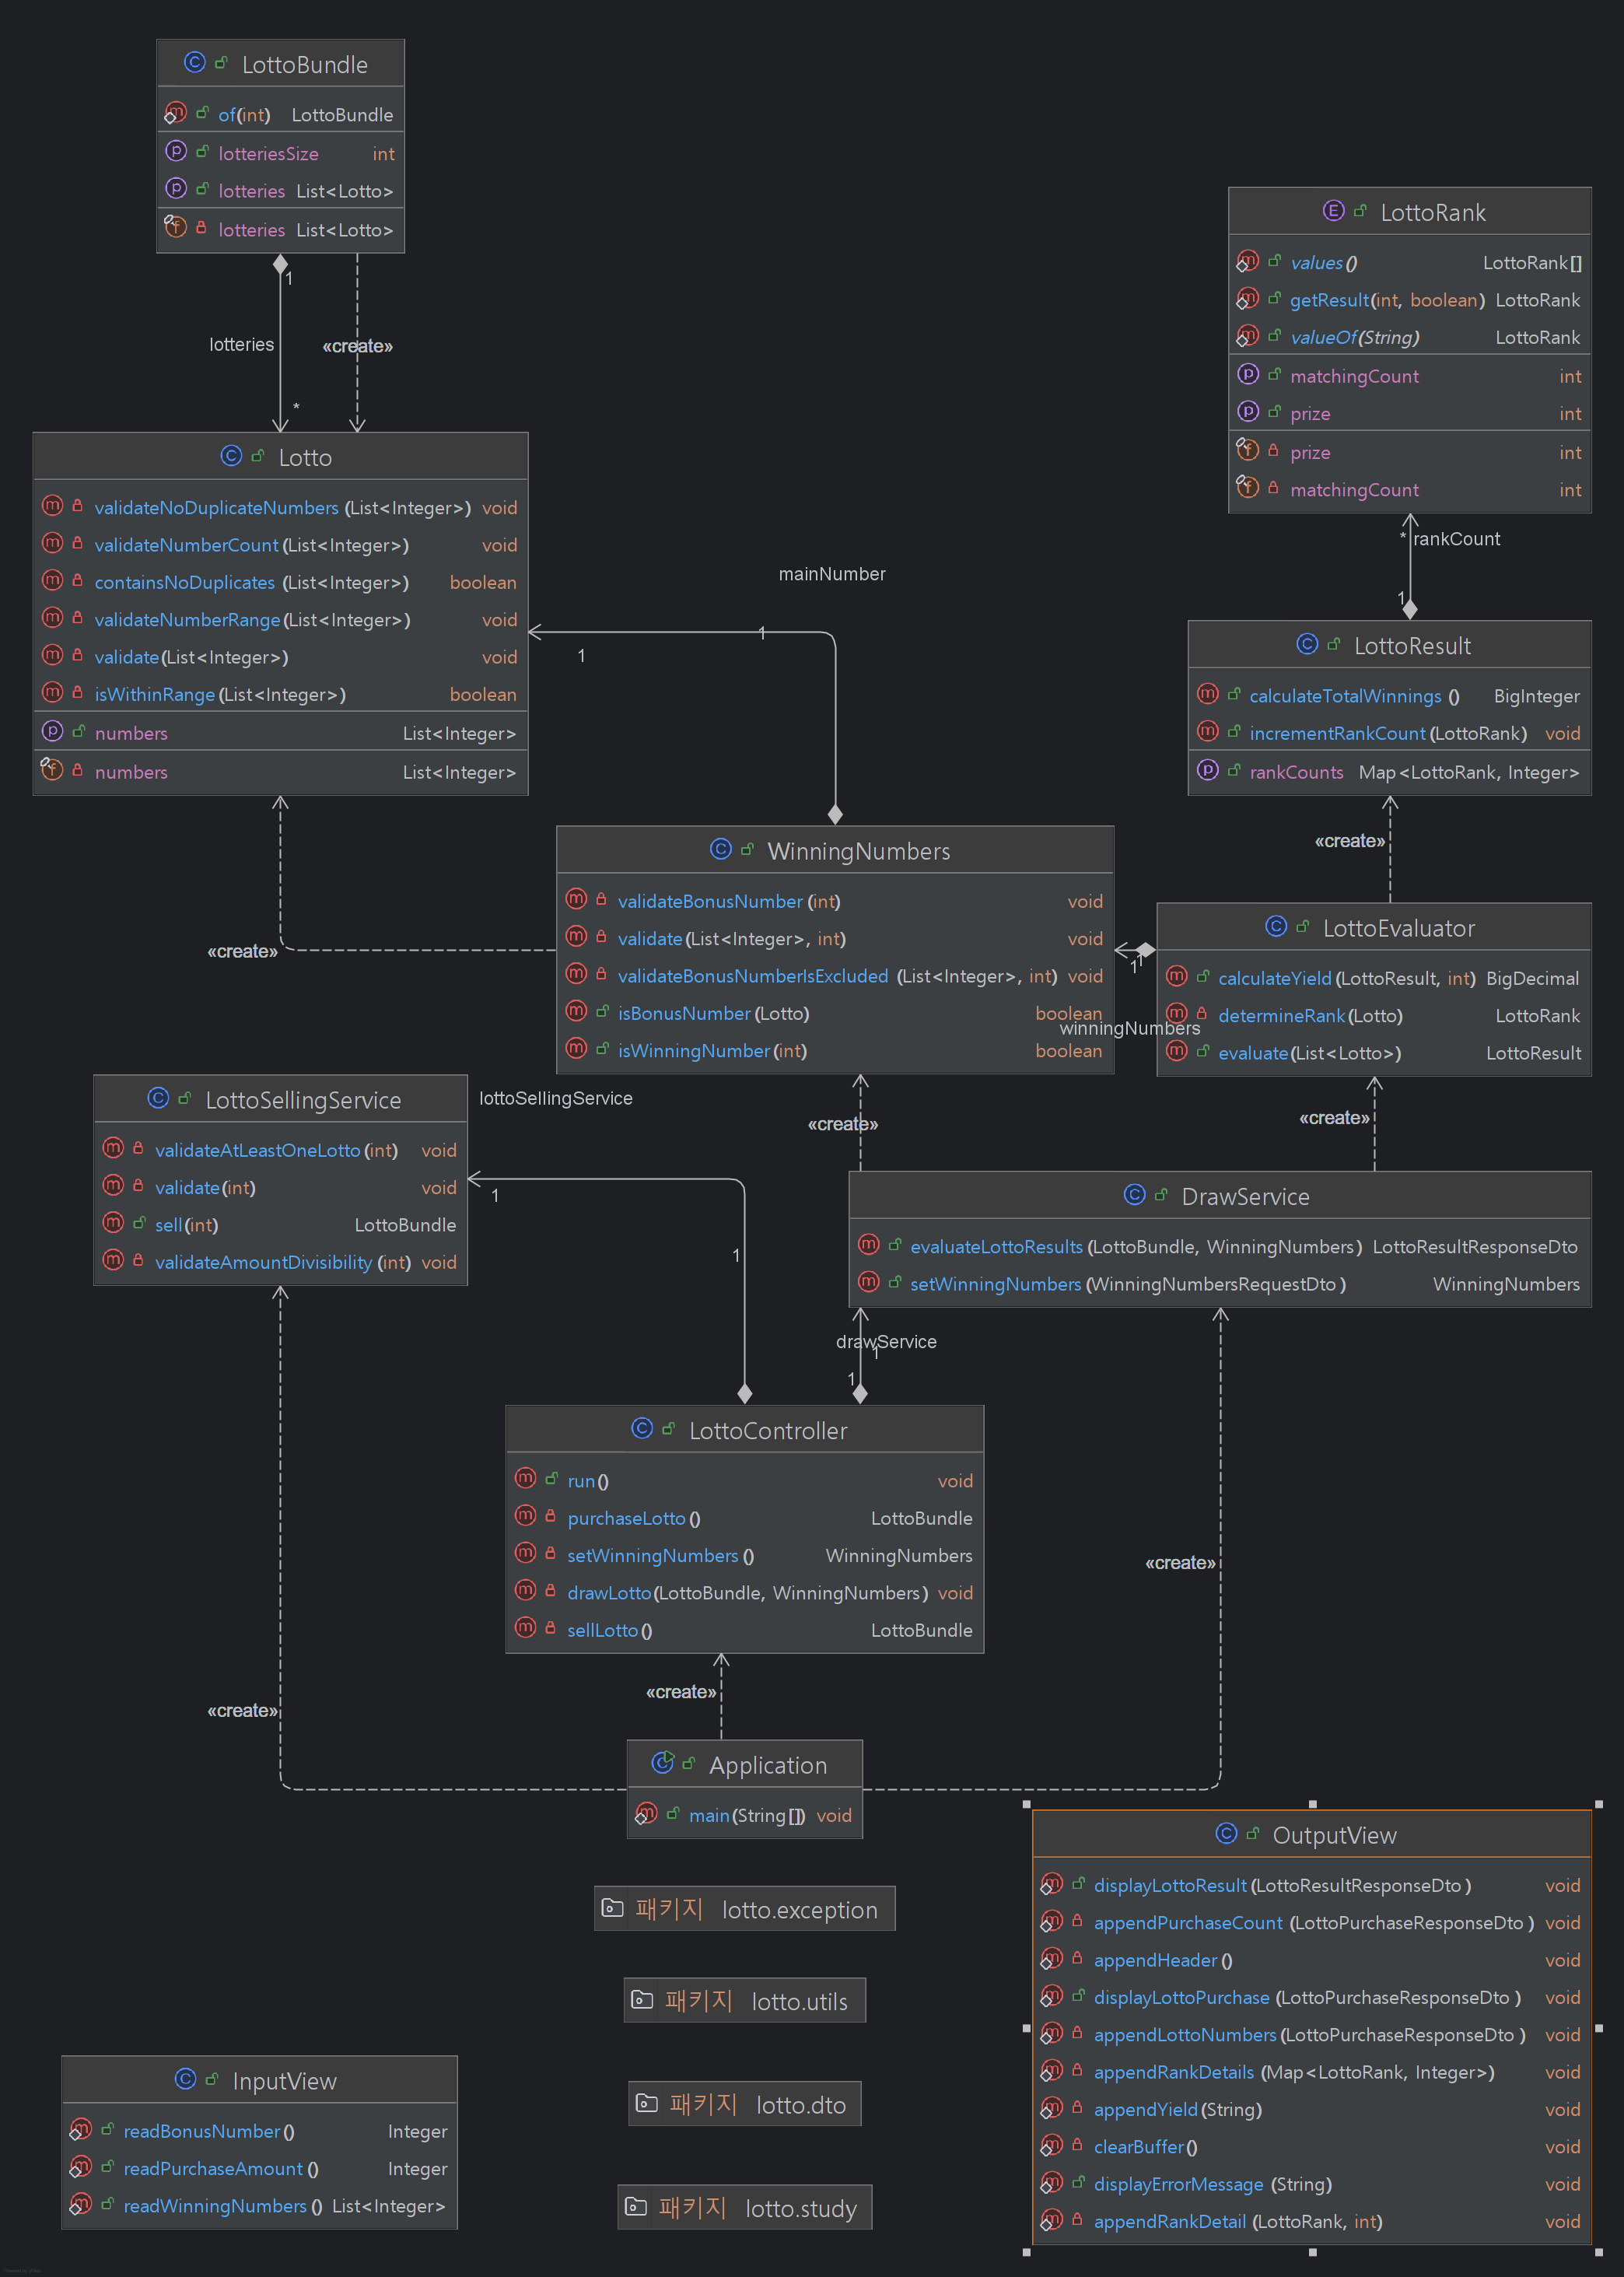 LottoBundle
of(int) LottoBundle
lotteriesSize int
lotteries List<Lotto>
lotteries List<Lotto>
1
lotteries
«create»
*
LottoRank
values() LottoRank[]
getResult(int, boolean) LottoRank
valueOf(String) LottoRank
matchingCount int
prize int
prize int
matchingCount int
* rankCount
1
Lotto
validateNoDuplicateNumbers(List<Integer>) void
validateNumberCount(List<Integer>) void
containsNoDuplicates (List<Integer>) boolean
validateNumberRange(List<Integer>) void
validate(List<Integer>) void
isWithinRange(List<Integer>) boolean
numbers List<Integer>
numbers List<Integer>
mainNumber
1
1
LottoResult
calculateTotalWinnings () BigInteger
incrementRankCount(LottoRank) void
rankCounts Map<LottoRank, Integer>
«create»
«create»
WinningNumbers
validateBonusNumber(int) void
validate(List<Integer>, int) void
validateBonusNumberIsExcluded (List<Integer>, int) void
isBonusNumber(Lotto) boolean
isWinningNumber(int) boolean
1
1
winningNumbers
LottoEvaluator
calculateYield(LottoResult, int) BigDecimal
determineRank(Lotto) LottoRank
evaluate(List<Lotto>) LottoResult
«create»
«create»
LottoSellingService
validateAtLeastOneLotto(int) void
validate(int) void
sell(int) LottoBundle
validateAmountDivisibility(int) void
lottoSellingService
1
1
DrawService
evaluateLottoResults(LottoBundle, WinningNumbers) LottoResultResponseDto
setWinningNumbers(WinningNumbersRequestDto) WinningNumbers
drawService
1
1
LottoController
run() void
purchaseLotto() LottoBundle
setWinningNumbers() WinningNumbers
drawLotto(LottoBundle, WinningNumbers) void
sellLotto() LottoBundle
«create»
«create»
«create»
Application
main(String[]) void
패키지 lotto.exception
패키지 lotto.utils
패키지 lotto.dto
패키지 lotto.study
InputView
readBonusNumber() Integer
readPurchaseAmount() Integer
readWinningNumbers() List<Integer>
OutputView
displayLottoResult(LottoResultResponseDto) void
appendPurchaseCount (LottoPurchaseResponseDto) void
appendHeader() void
displayLottoPurchase (LottoPurchaseResponseDto) void
appendLottoNumbers(LottoPurchaseResponseDto) void
appendRankDetails (Map<LottoRank, Integer>) void
appendYield(String) void
clearBuffer() void
displayErrorMessage (String) void
appendRankDetail (LottoRank, int) void